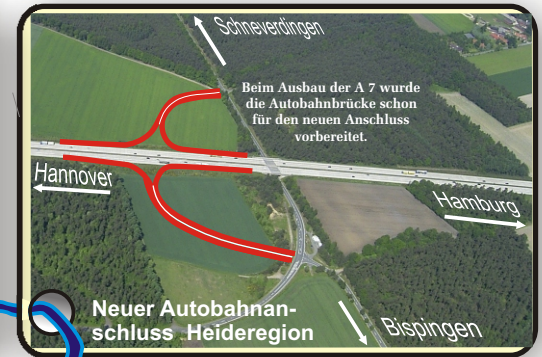 Schneverdingen
Beim Ausbau der A 7 wurde
die Autobahnbrücke schon
für den neuen Anschluss
vorbereitet.
Hannover
Hamburg
Neuer Autobahnan-
schluss Heideregion
Bispingen